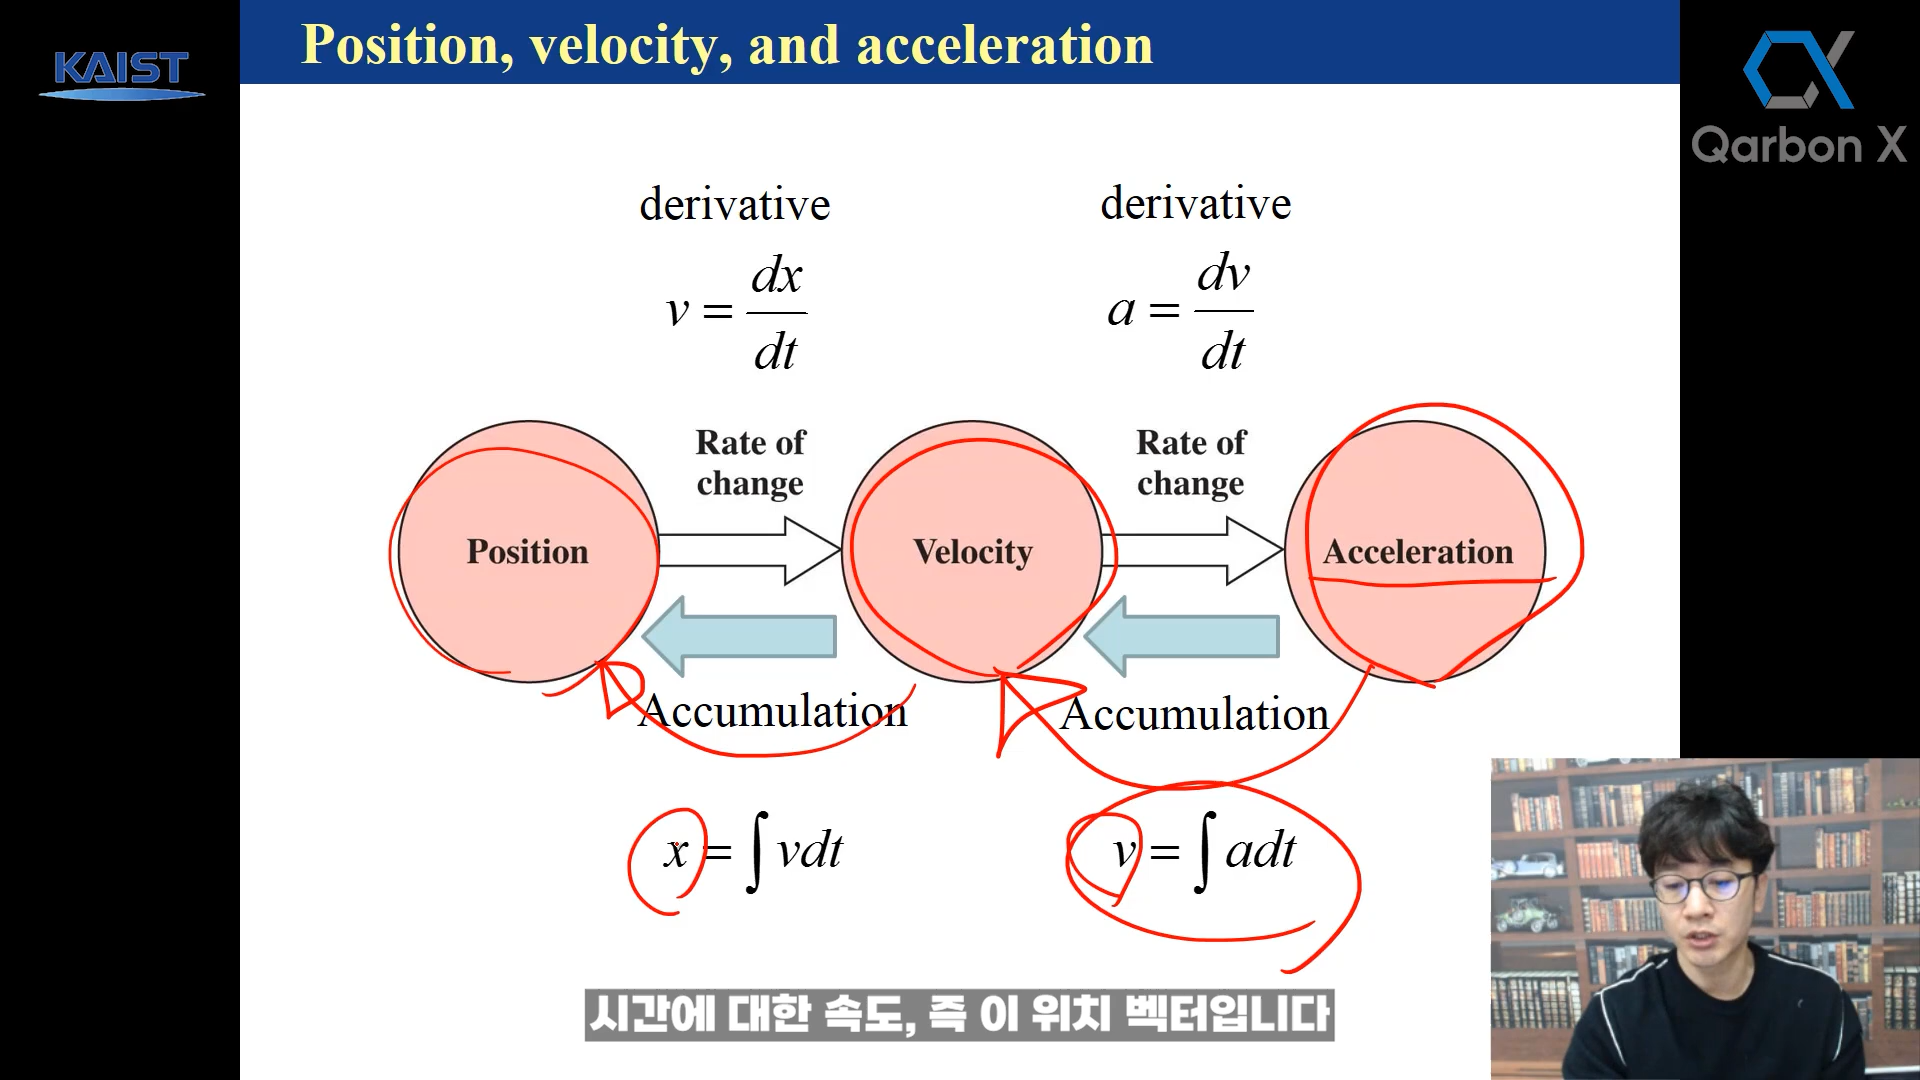 Position, velocity, and acceleration
KAIST
Qarbon X
derivative
derivative
v = dx/dt
a = dv/dt
Rate of
change
Rate of
change
Position
Velocity
Acceleration
Accumulation
Accumulation
x = ∫ vdt
v = ∫ adt
시간에 대한 속도, 즉 이 위치 벡터입니다